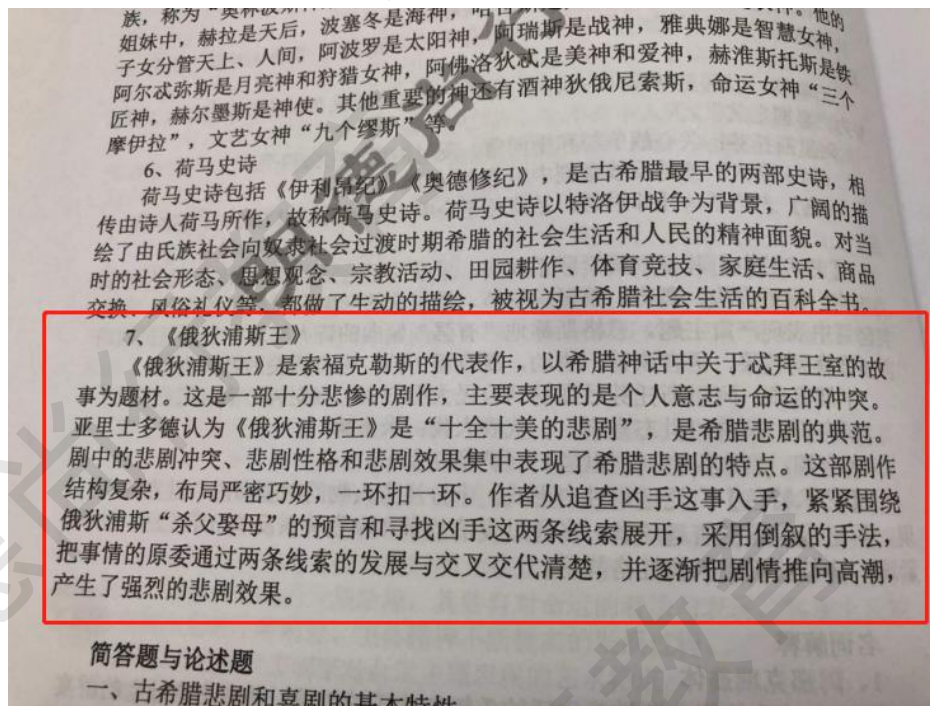 族，称为“奥林波斯
他的
姐妹中，赫拉是天后，波塞冬是海神，哈
子女分管天上、人间，阿波罗是太阳神，阿瑞斯是战神，雅典娜是智慧女神，
阿尔忒弥斯是月亮神和狩猎女神，阿佛洛狄忒是美神和爱神，赫淮斯托斯是铁
匠神，赫尔墨斯是神使。其他重要的神还有酒神狄俄尼索斯，命运女神“三个
摩伊拉”，文艺女神“九个缪斯”等。
6、荷马史诗
荷马史诗包括《伊利昂纪》《奥德修纪》，是古希腊最早的两部史诗，相
传由诗人荷马所作，故称荷马史诗。荷马史诗以特洛伊战争为背景，广阔的描
绘了由氏族社会向奴隶社会过渡时期希腊的社会生活和人民的精神面貌。对当
时的社会形态、思想观念、宗教活动、田园耕作、体育竞技、家庭生活、商品
交换、风俗礼仪等，都做了生动的描绘，被视为古希腊社会生活的百科全书。
7、《俄狄浦斯王》
《俄狄浦斯王》是索福克勒斯的代表作，以希腊神话中关于忒拜王室的故
事为题材。这是一部十分悲惨的剧作，主要表现的是个人意志与命运的冲突。
亚里士多德认为《俄狄浦斯王》是“十全十美的悲剧”，是希腊悲剧的典范。
剧中的悲剧冲突、悲剧性格和悲剧效果集中表现了希腊悲剧的特点。这部剧作
结构复杂，布局严密巧妙，一环扣一环。作者从追查凶手这事入手，紧紧围绕
俄狄浦斯“杀父娶母”的预言和寻找凶手这两条线索展开，采用倒叙的手法，
把事情的原委通过两条线索的发展与交叉交代清楚，并逐渐把剧情推向高潮，
产生了强烈的悲剧效果。
简答题与论述题
一、古希腊悲剧和喜剧的基本特性